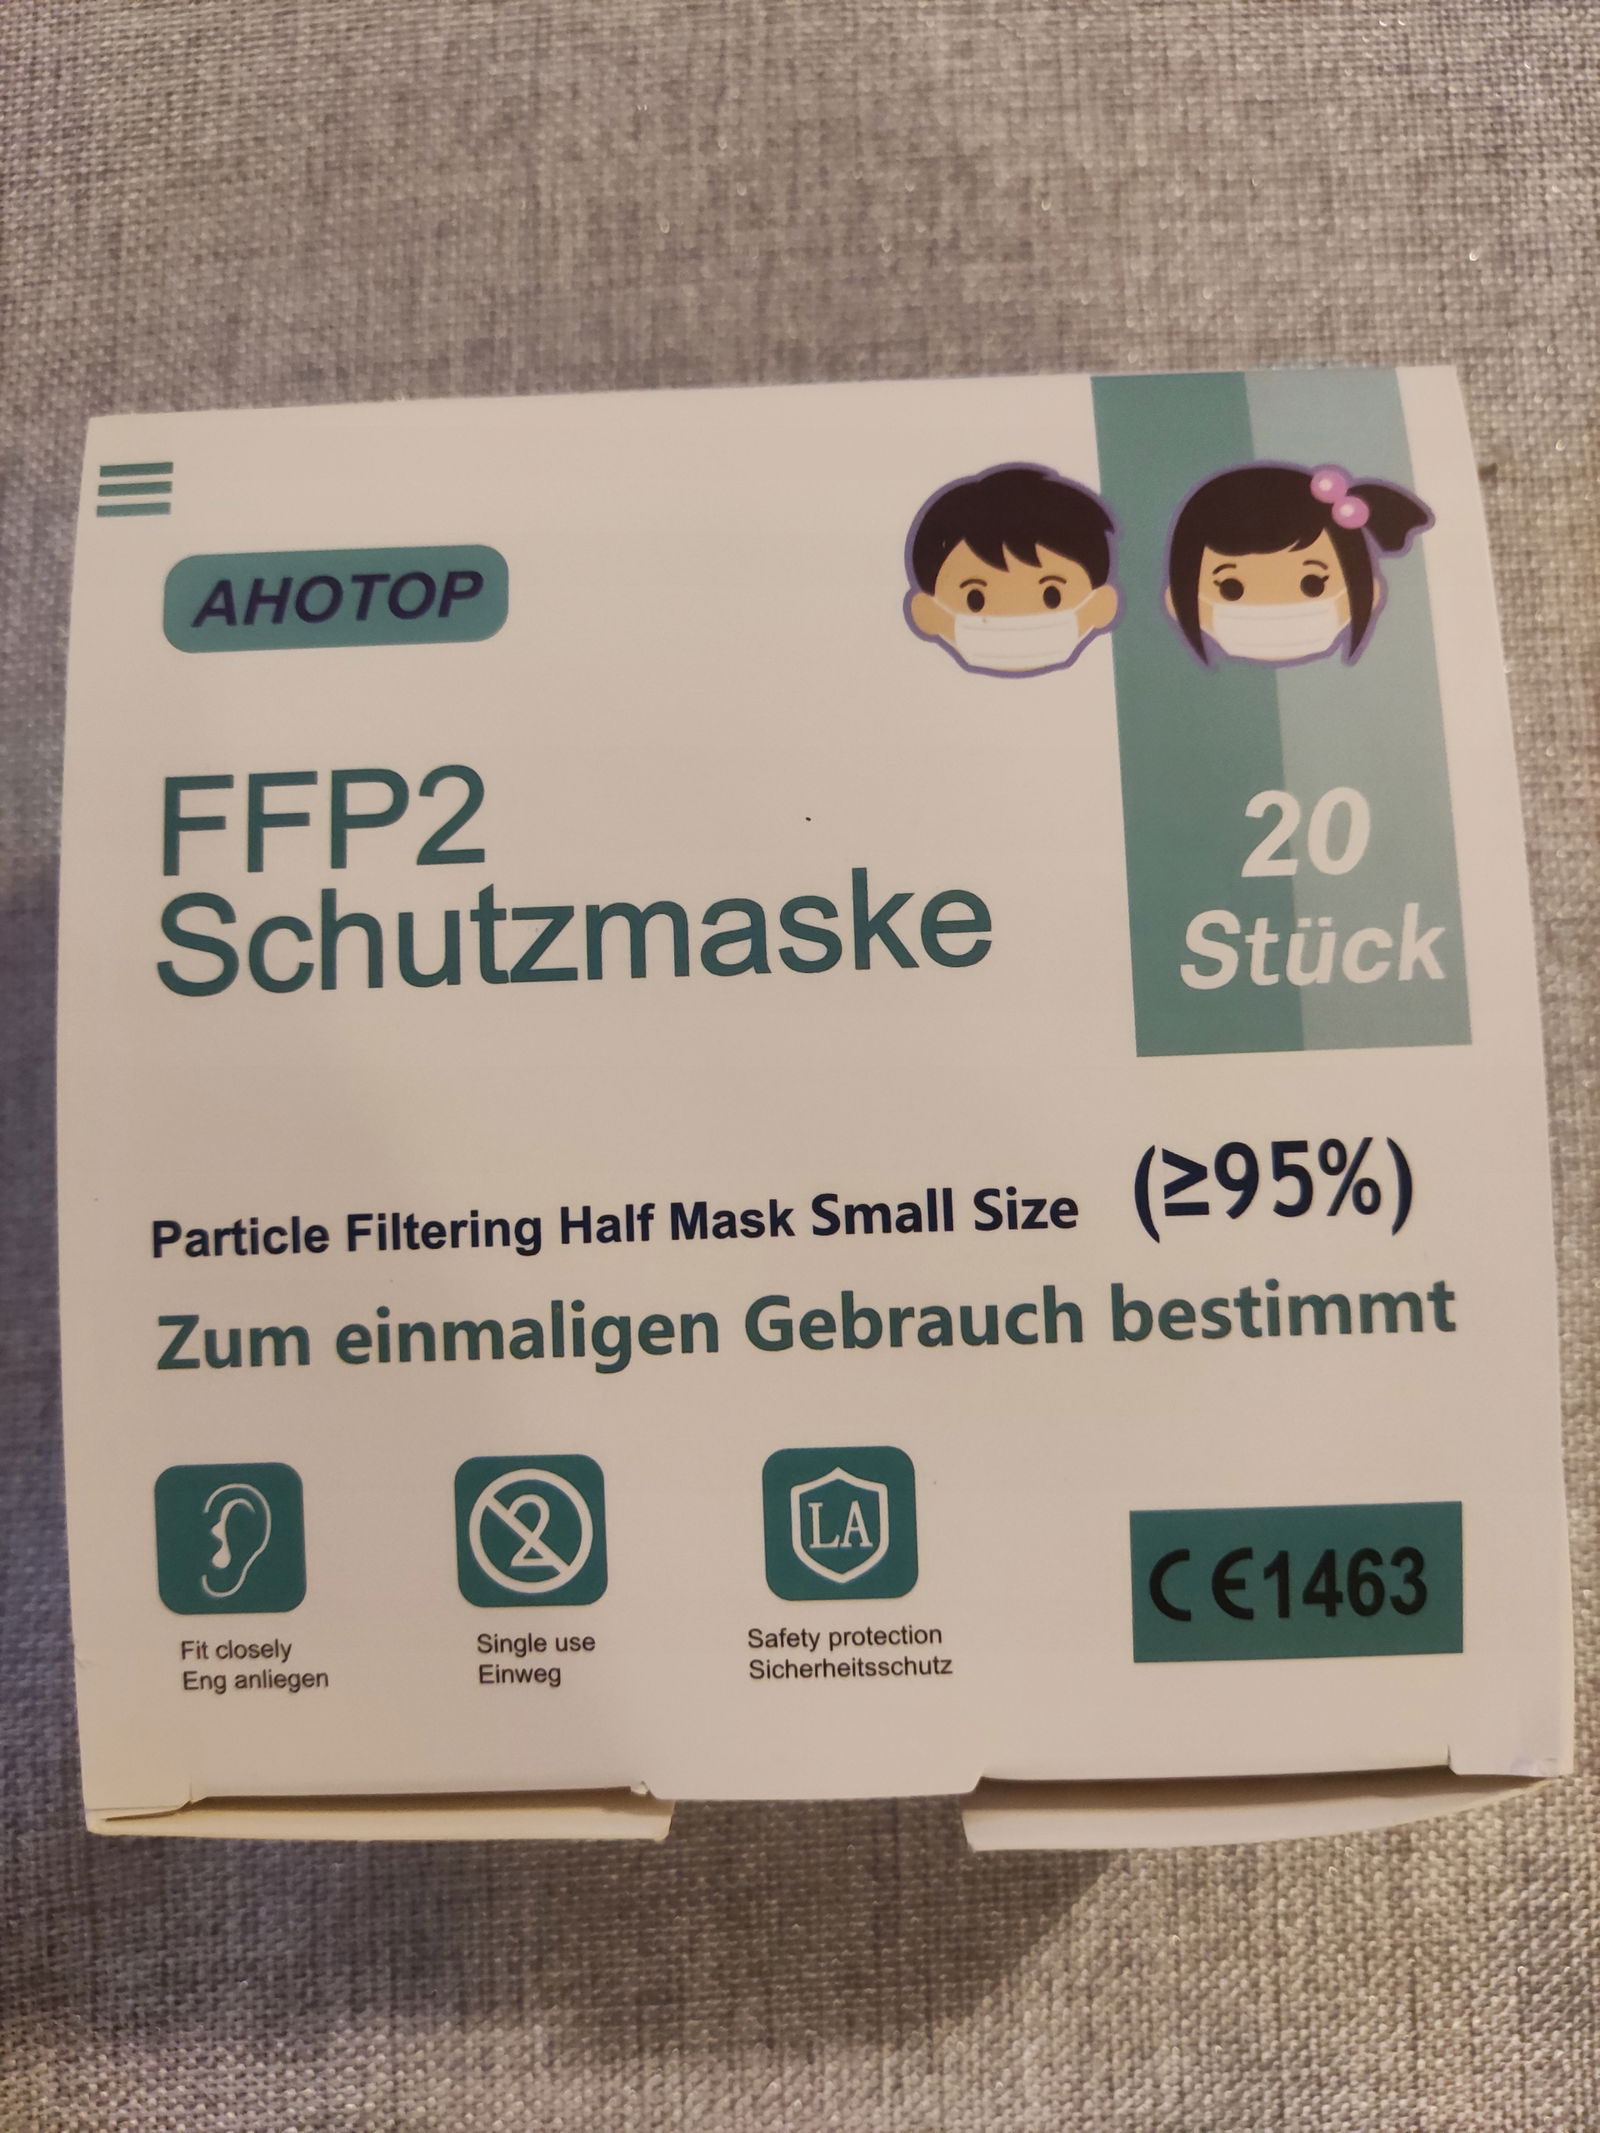 AHOTOP
FFP2
Schutzmaske
20
Stück
Particle Filtering Half Mask Small Size (≥95%)
Zum einmaligen Gebrauch bestimmt
2
LA
Fit closely
Eng anliegen
Single use
Einweg
Safety protection
Sicherheitsschutz
CE1463